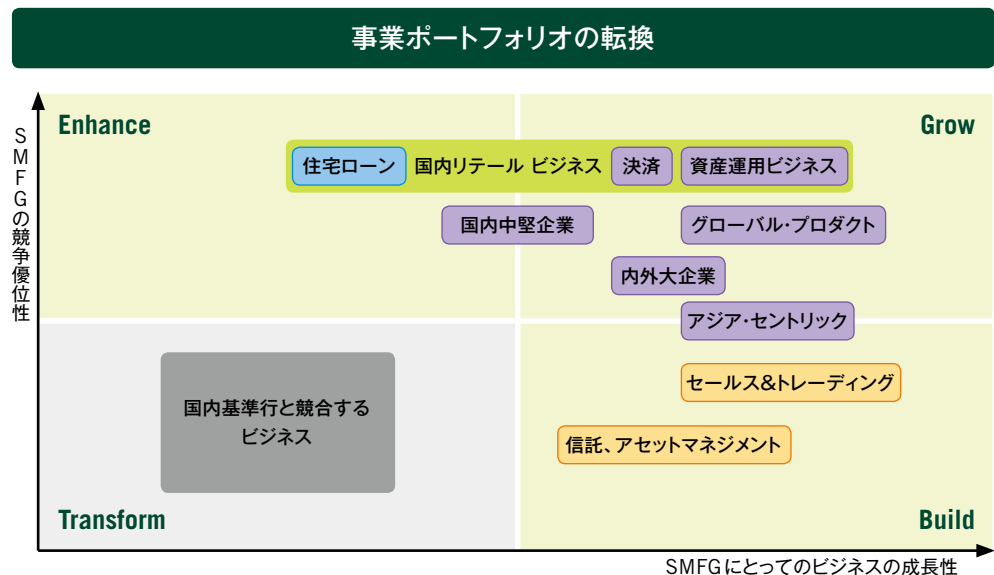 事業ポートフォリオの転換
SMFGの競争優位性
Enhance
Grow
住宅ローン 国内リテール ビジネス 決済 資産運用ビジネス
国内中堅企業
グローバル・プロダクト
内外大企業
アジア・セントリック
国内基準行と競合する
ビジネス
セールス&トレーディング
信託、アセットマネジメント
Transform
Build
SMFGにとってのビジネスの成長性